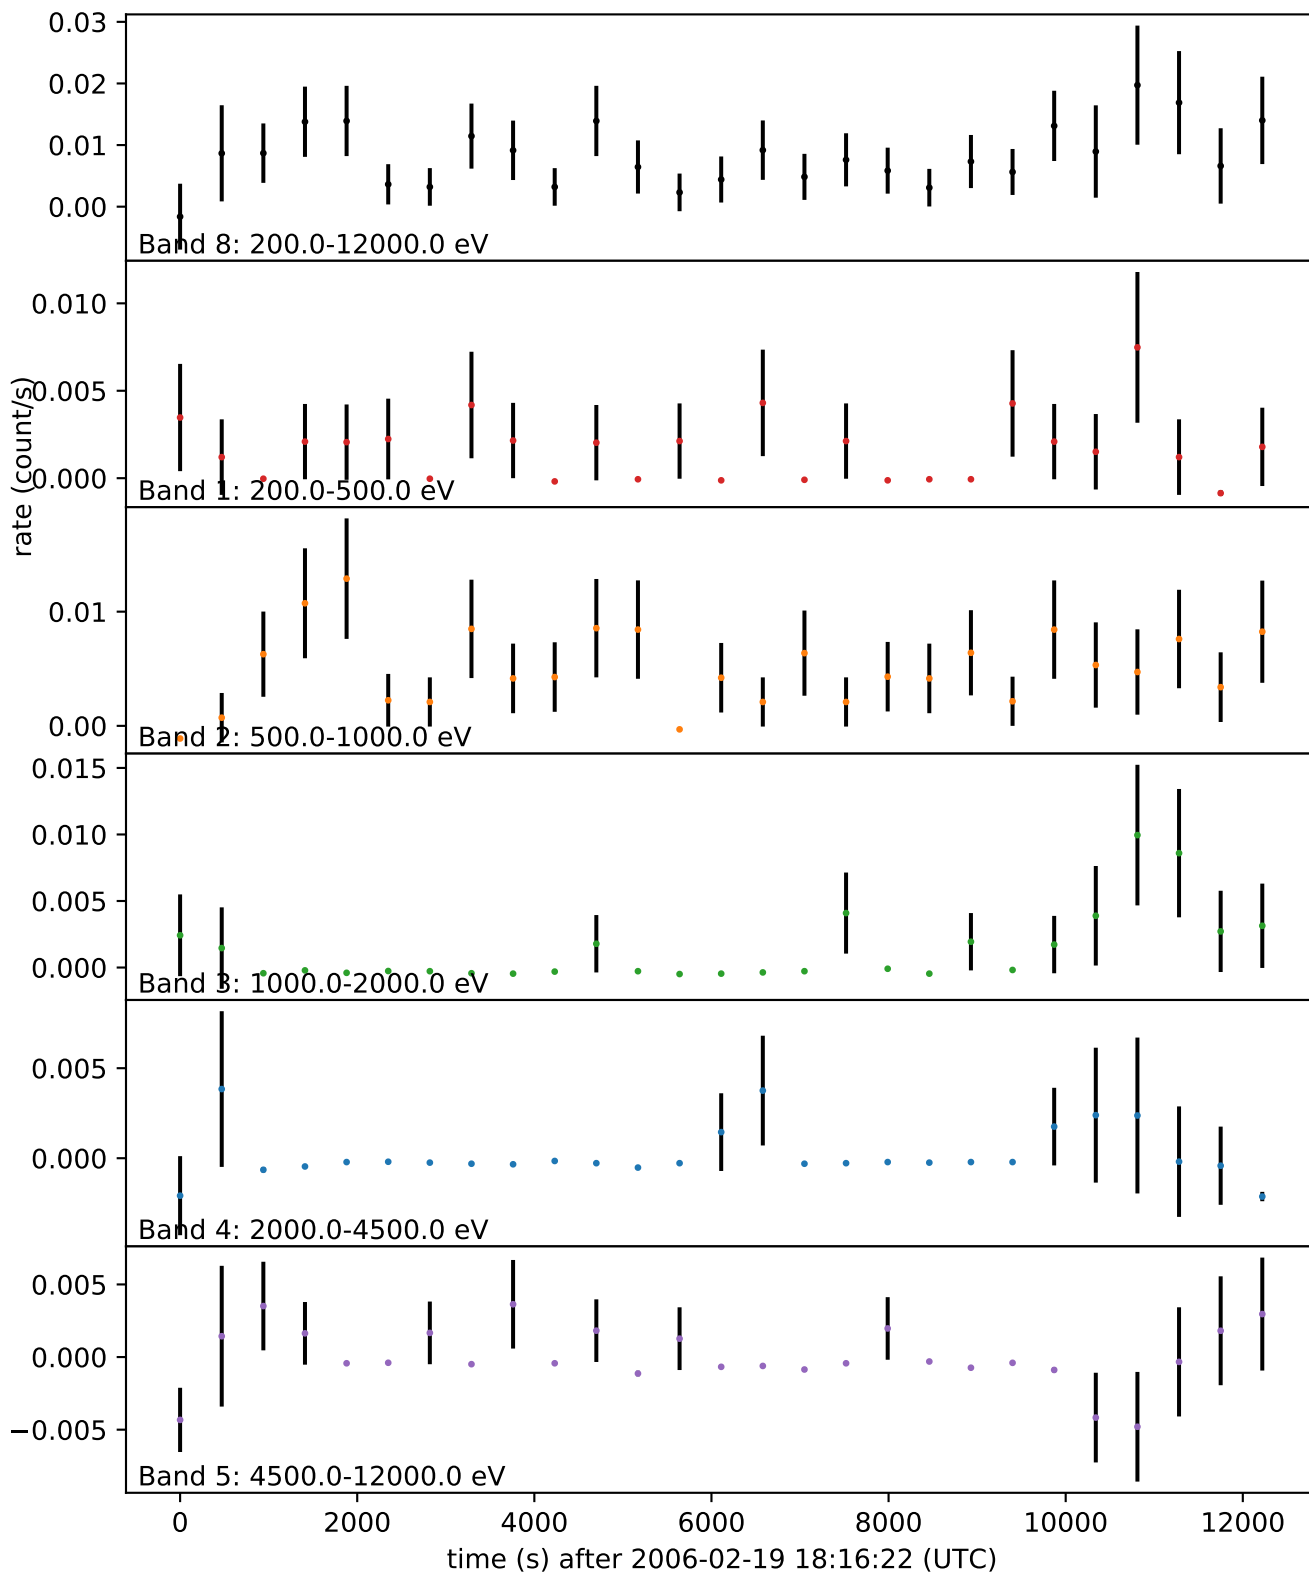 0.03
0.02
0.01
0.00
Band 8: 200.0-12000.0 eV
0.010
0.005
0.000
Band 1: 200.0-500.0 eV
rate (count/s)
0.01
0.00
Band 2: 500.0-1000.0 eV
0.015
0.010
0.005
0.000
Band 3: 1000.0-2000.0 eV
0.005
0.000
Band 4: 2000.0-4500.0 eV
0.005
0.000
−0.005
Band 5: 4500.0-12000.0 eV
0 2000 4000 6000 8000 10000 12000
time (s) after 2006-02-19 18:16:22 (UTC)